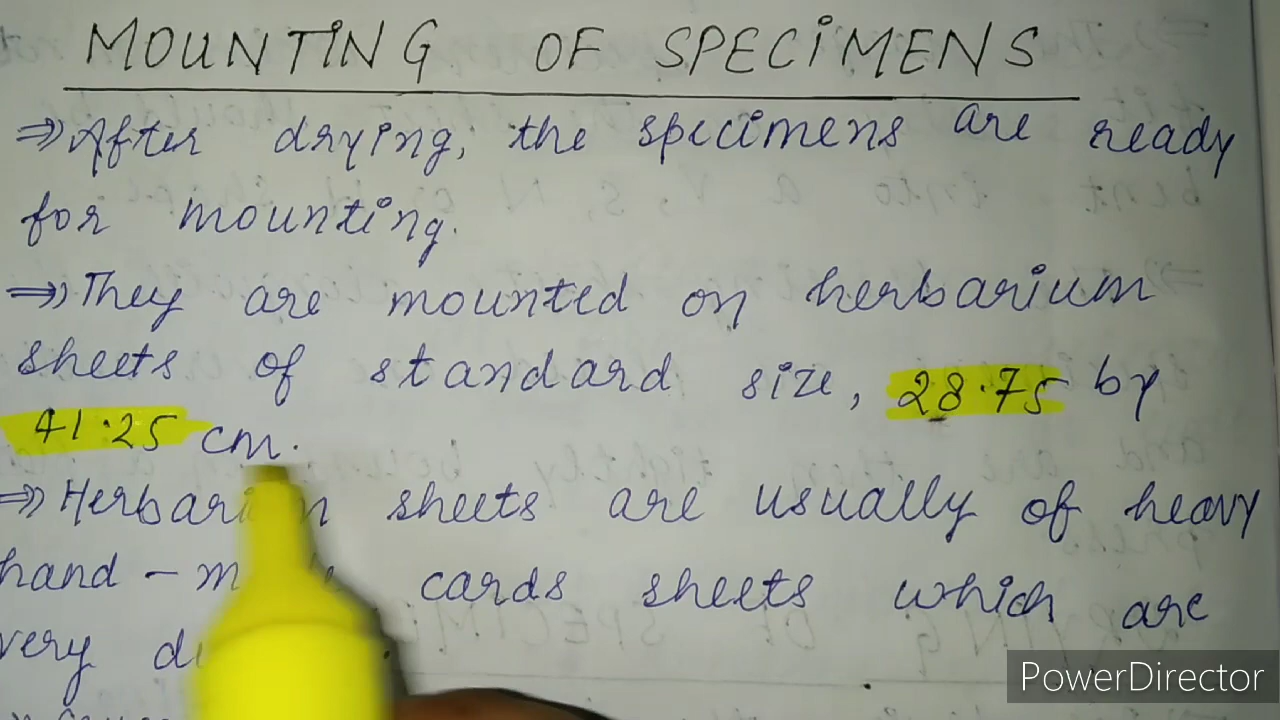 MOUNTING OF SPECIMENS
⇒ After drying, the specimens are ready
for mounting.
⇒ They are mounted on herbarium
sheets of standard size, 28.75 by
41.25 cm.
⇒ Herbarium sheets are usually of heavy
hand-made cards sheets which are
very
PowerDirector